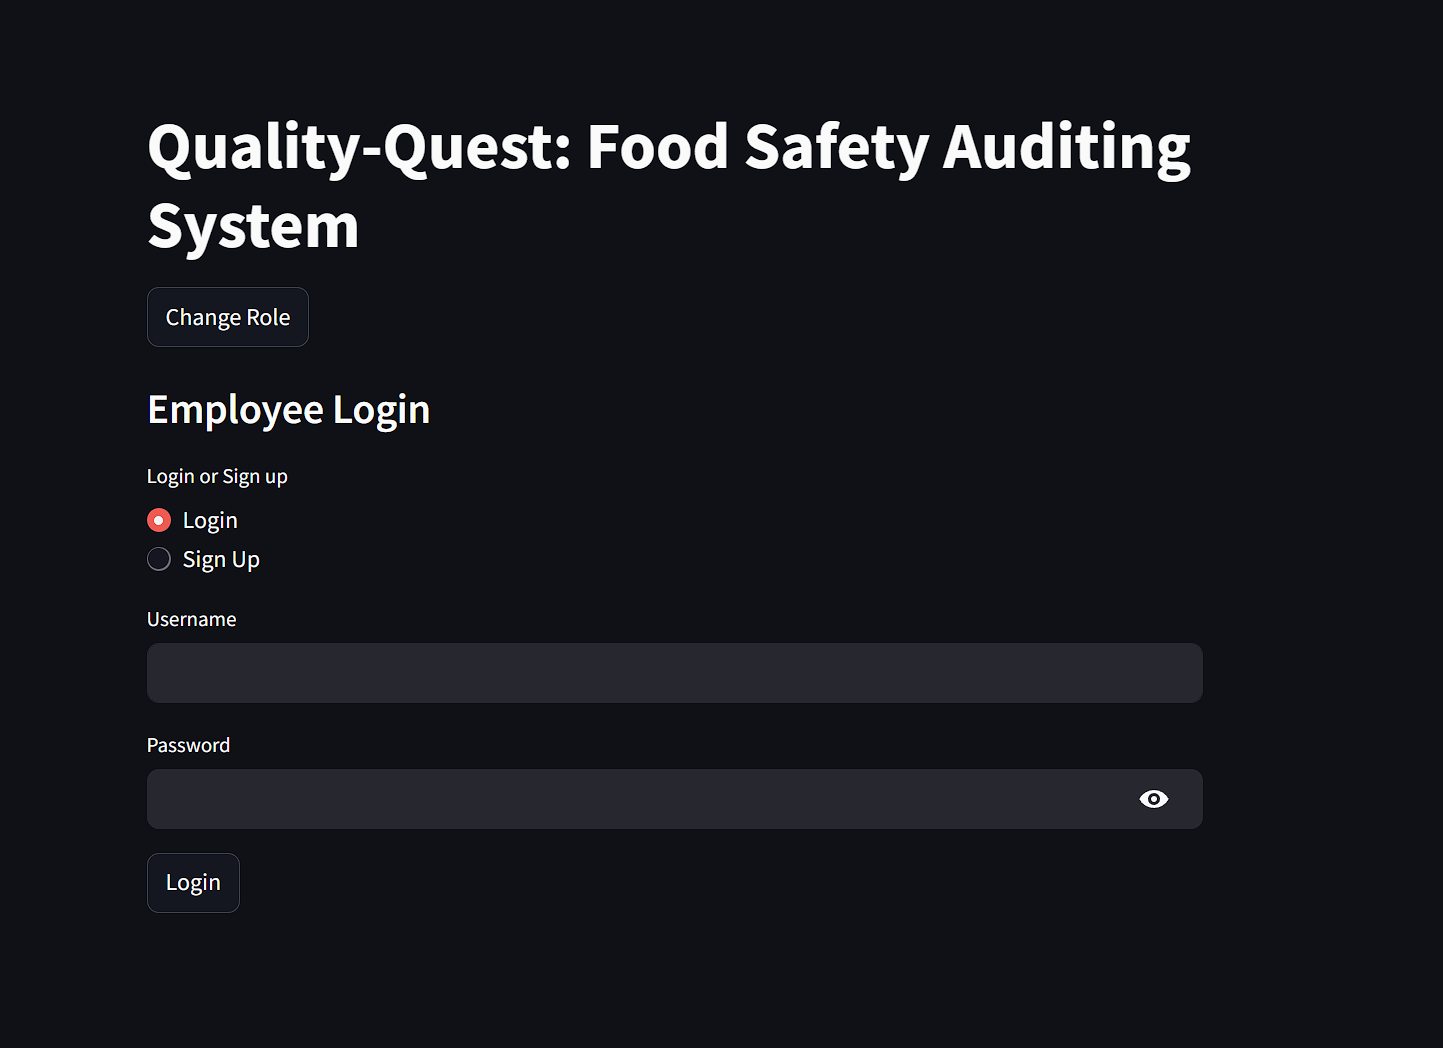 Quality-Quest: Food Safety Auditing
System
Change Role
Employee Login
Login or Sign up
Login
Sign Up
Username
Password
Login